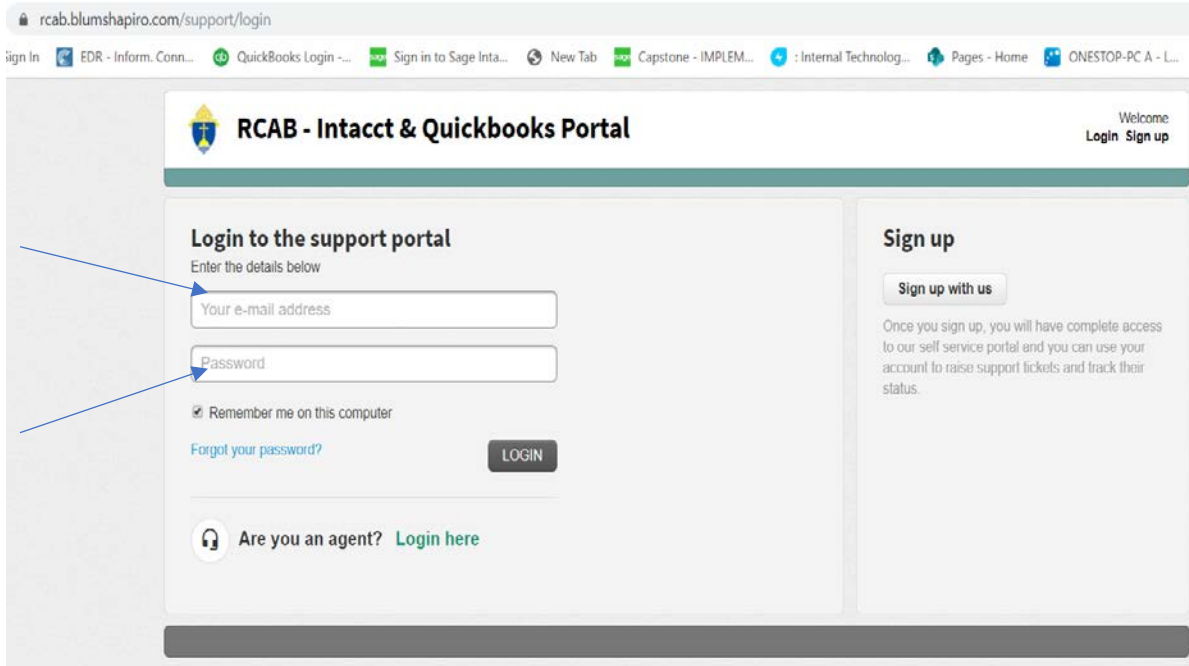 rcab.blumshapiro.com/support/login
Sign In EDR - Inform. Conn... QuickBooks Login -... Sign in to Sage Inta... New Tab Capstone - IMPLEM... : Internal Technolog... Pages - Home ONESTOP-PC A - L...
RCAB - Intacct & Quickbooks Portal
Welcome
Login Sign up
Login to the support portal
Enter the details below
Your e-mail address
Password
Remember me on this computer
Forgot your password?
LOGIN
Are you an agent? Login here
Sign up
Sign up with us
Once you sign up, you will have complete access
to our self service portal and you can use your
account to raise support tickets and track their
status.